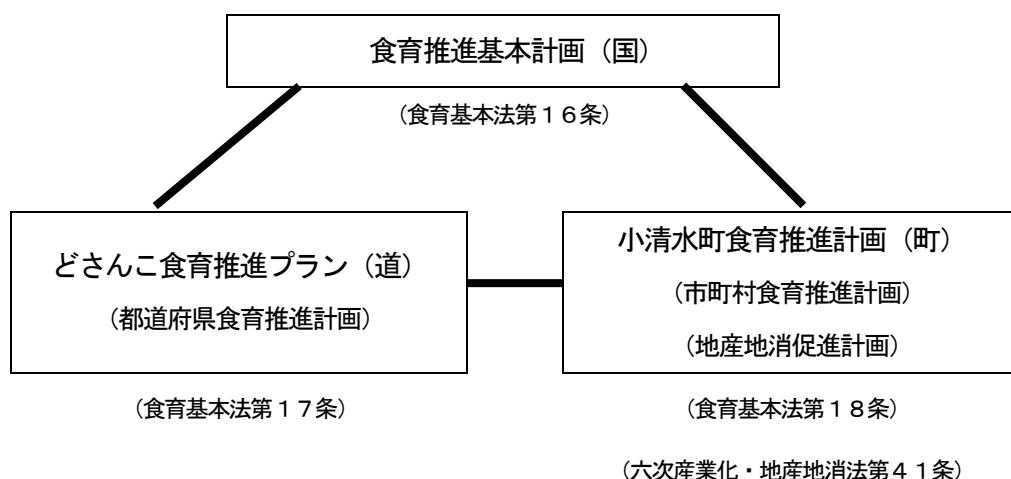 食育推進基本計画（国）
（食育基本法第１６条）
どさんこ食育推進プラン（道）
（都道府県食育推進計画）
（食育基本法第１７条）
小清水町食育推進計画（町）
（市町村食育推進計画）
（地産地消促進計画）
（食育基本法第１８条）
（六次産業化・地産地消法第４１条）